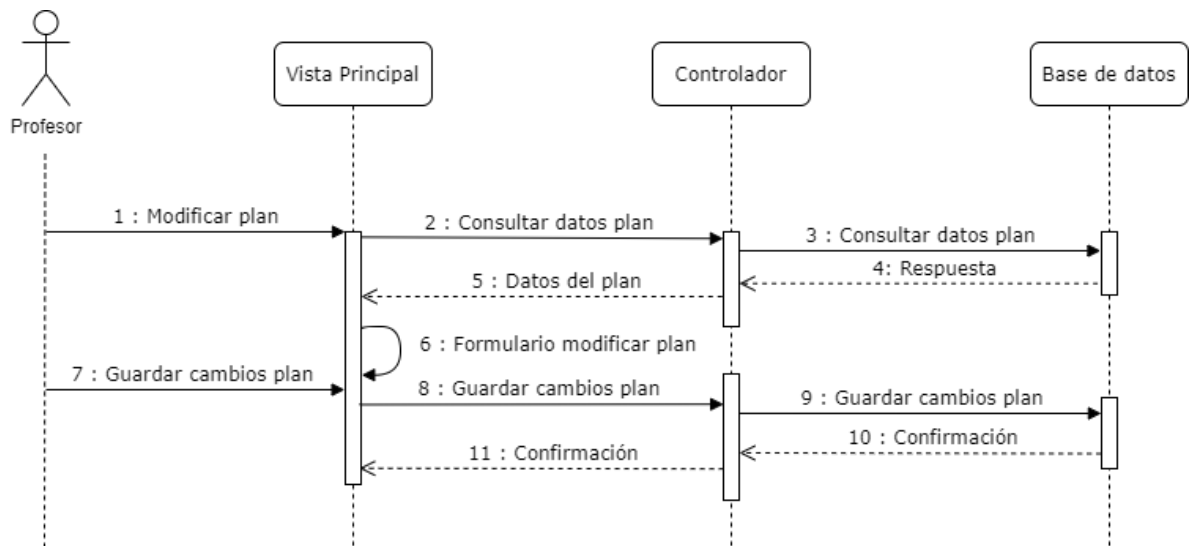 Profesor
Vista Principal
Controlador
Base de datos
1 : Modificar plan
2 : Consultar datos plan
3 : Consultar datos plan
4: Respuesta
5 : Datos del plan
6 : Formulario modificar plan
7 : Guardar cambios plan
8 : Guardar cambios plan
9 : Guardar cambios plan
10 : Confirmación
11 : Confirmación